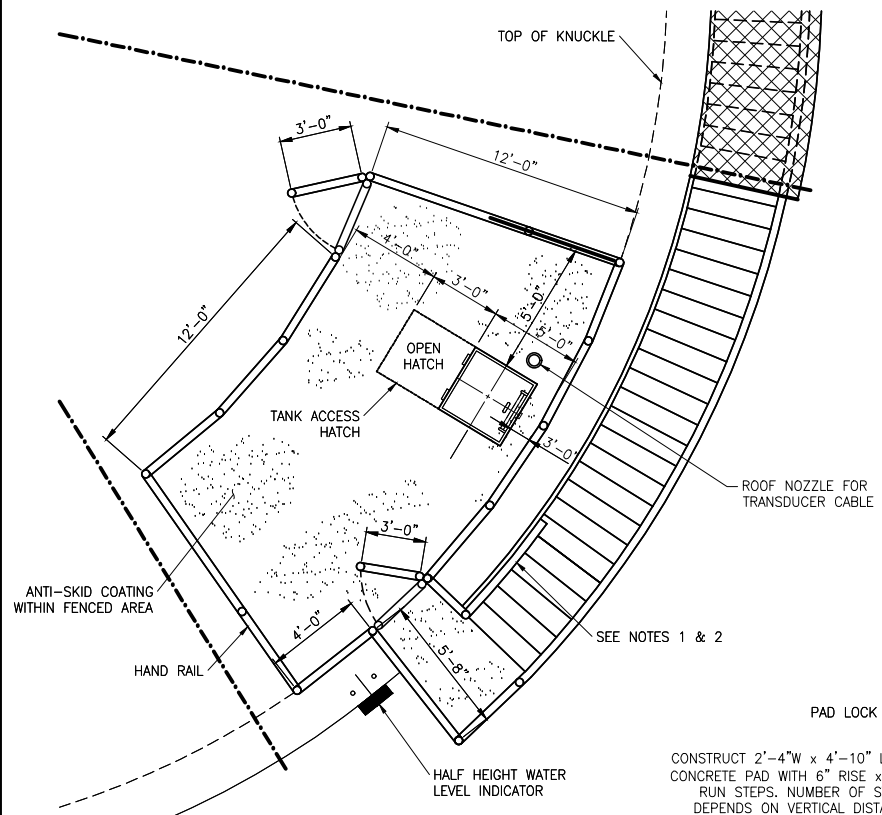 TOP OF KNUCKLE
3'-0"
12'-0"
4'-0"
3'-0"
5'-0"
5'-0"
12'-0"
OPEN
HATCH
TANK ACCESS
HATCH
3'-0"
ROOF NOZZLE FOR
TRANSDUCER CABLE
3'-0"
ANTI-SKID COATING
WITHIN FENCED AREA
SEE NOTES 1 & 2
4'-0"
5'-8"
HAND RAIL
PAD LOCK
HALF HEIGHT WATER
LEVEL INDICATOR
CONSTRUCT 2'-4"W x 4'-10" L
CONCRETE PAD WITH 6" RISE x
RUN STEPS. NUMBER OF S
DEPENDS ON VERTICAL DISTA